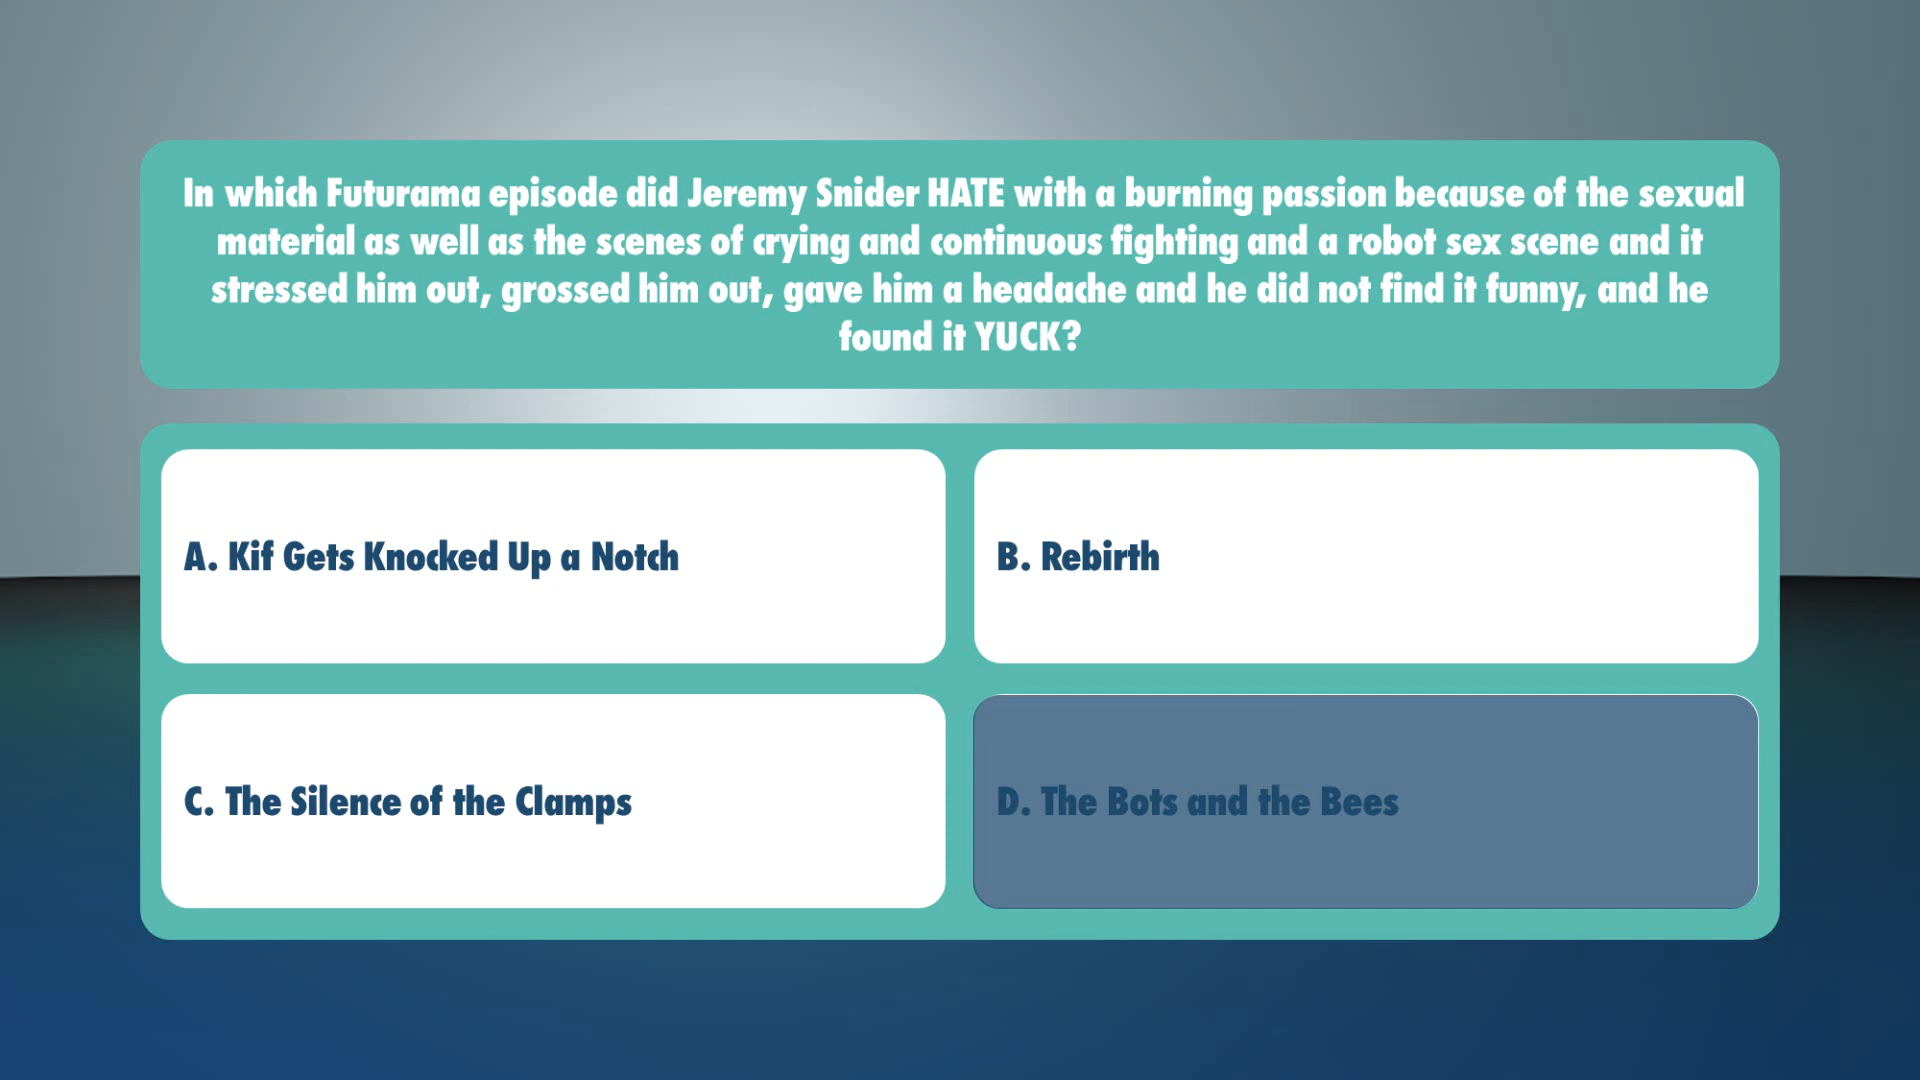 In which Futurama episode did Jeremy Snider HATE with a burning passion because of the sexual
material as well as the scenes of crying and continuous fighting and a robot sex scene and it
stressed him out, grossed him out, gave him a headache and he did not find it funny, and he
found it YUCK?
A. Kif Gets Knocked Up a Notch
B. Rebirth
C. The Silence of the Clamps
D. The Bots and the Bees